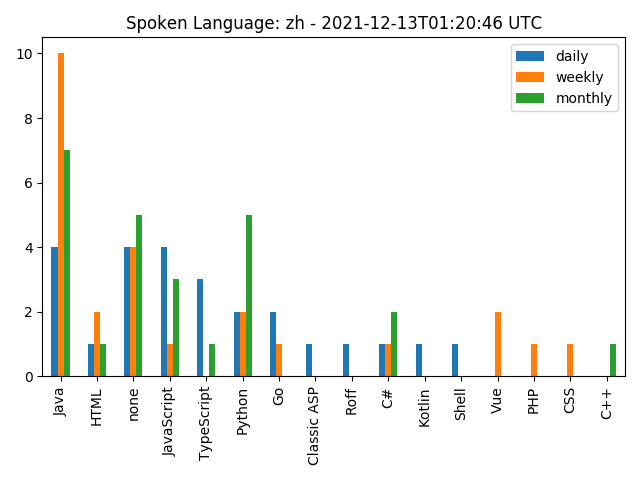 Spoken Language: zh - 2021-12-13T01:20:46 UTC
daily
weekly
monthly
10
8
6
4
2
0
Java
HTML
none
JavaScript
TypeScript
Python
Go
Classic ASP
Roff
C#
Kotlin
Shell
Vue
PHP
CSS
C++